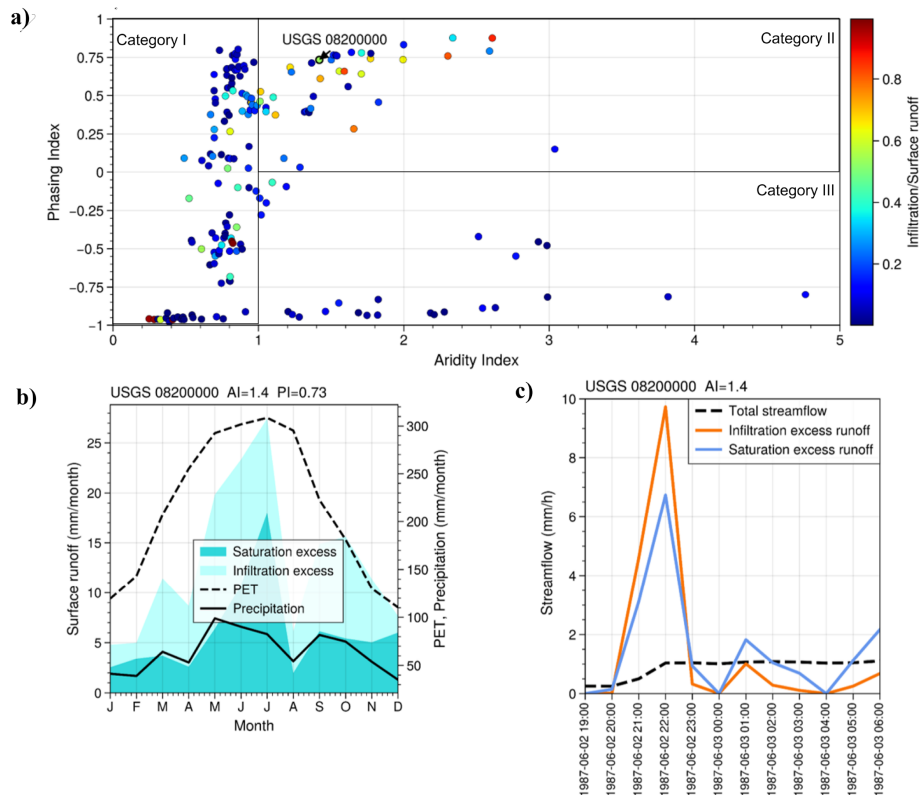 a)
Category I
USGS 08200000
Category II
Category III
Phasing Index
1
0.75
0.5
0.25
0
−0.25
−0.5
−0.75
−1
0 1 2 3 4 5
Aridity Index
0.8
0.6
0.4
0.2
Infiltration/Surface runoff
b)
USGS 08200000 AI=1.4 PI=0.73
Surface runoff (mm/month)
25
20
15
10
5
0
Saturation excess
Infiltration excess
PET
Precipitation
300
250
200
150
100
50
PET, Precipitation (mm/month)
J F M A M J J A S O N D
Month
c)
USGS 08200000 AI=1.4
Total streamflow
Infiltration excess runoff
Saturation excess runoff
Streamflow (mm/h)
10
8
6
4
2
0
1987-06-02 19:00
1987-06-02 20:00
1987-06-02 21:00
1987-06-02 22:00
1987-06-02 23:00
1987-06-03 00:00
1987-06-03 01:00
1987-06-03 02:00
1987-06-03 03:00
1987-06-03 04:00
1987-06-03 05:00
1987-06-03 06:00